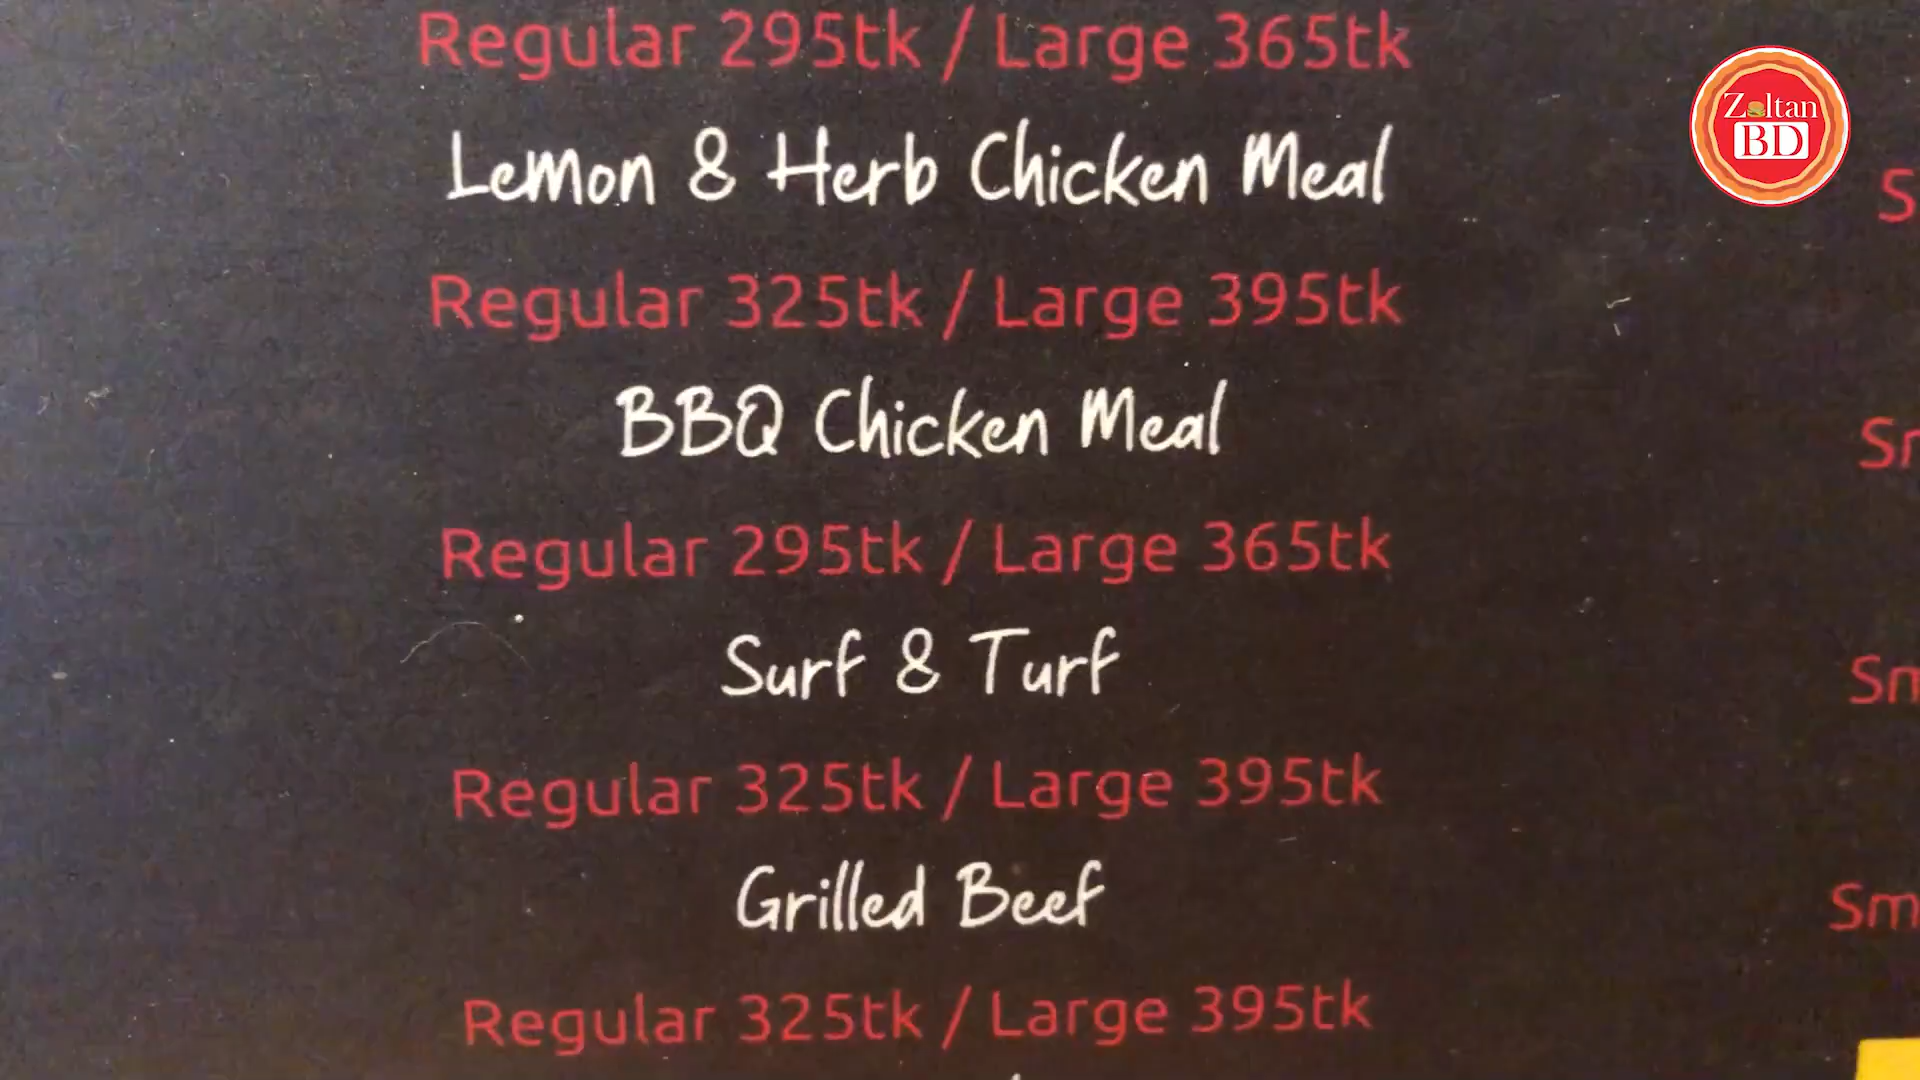 Regular 295tk / Large 365tk
Lemon & Herb Chicken Meal
Regular 325tk / Large 395tk
BBQ Chicken Meal
Regular 295tk / Large 365tk
Surf & Turf
Regular 325tk / Large 395tk
Grilled Beef
Regular 325tk / Large 395tk
Zoltan
BD